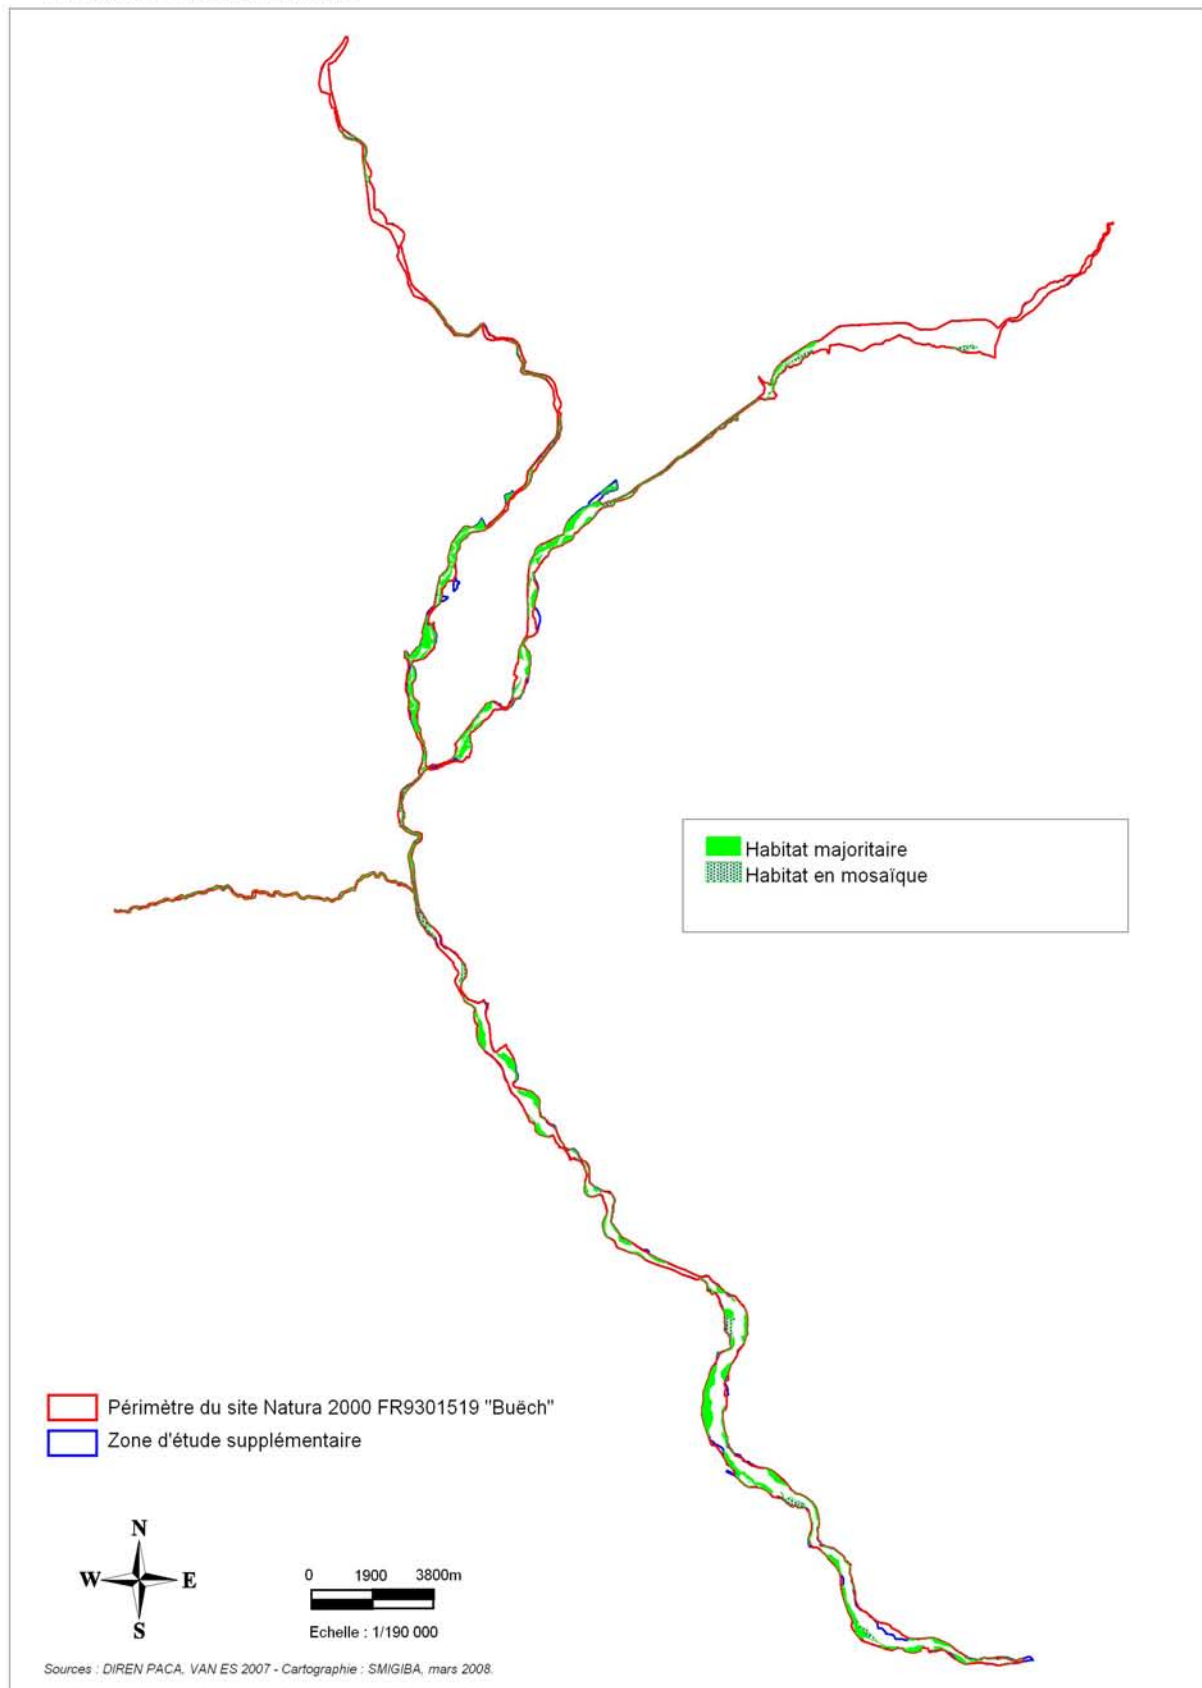 Habitat majoritaire
Habitat en mosaïque
Périmètre du site Natura 2000 FR9301519 "Buëch"
Zone d'étude supplémentaire
N
W E
S
0 1900 3800m
Echelle : 1/190 000
Sources : DIREN PACA, VAN ES 2007 - Cartographie : SMIGIBA, mars 2008.